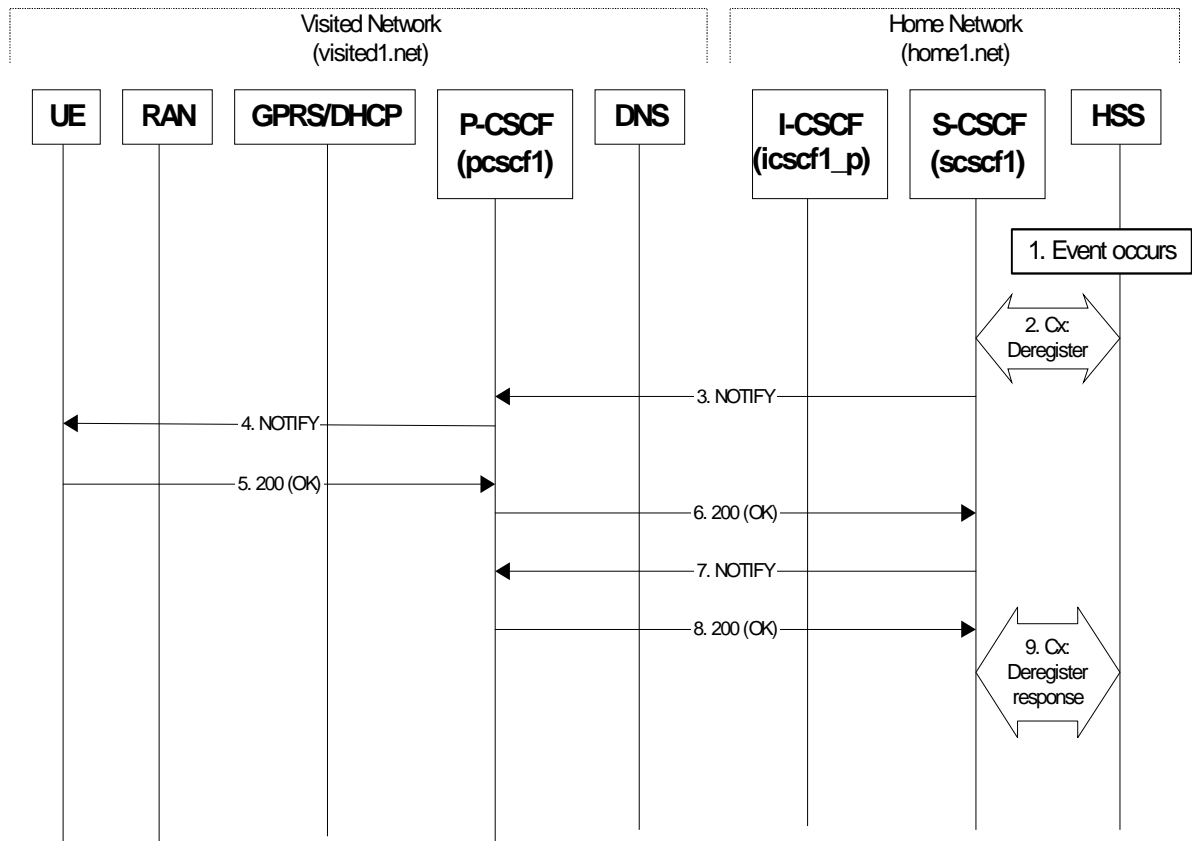 Visited Network
(visited1.net)
Home Network
(home1.net)
UE
RAN
GPRS/DHCP
P-CSCF
(pcscf1)
DNS
I-CSCF
(icscf1_p)
S-CSCF
(scscf1)
HSS
1. Event occurs
2. Cx:
Deregister
3. NOTIFY
4. NOTIFY
5. 200 (OK)
6. 200 (OK)
7. NOTIFY
8. 200 (OK)
9. Cx:
Deregister
response